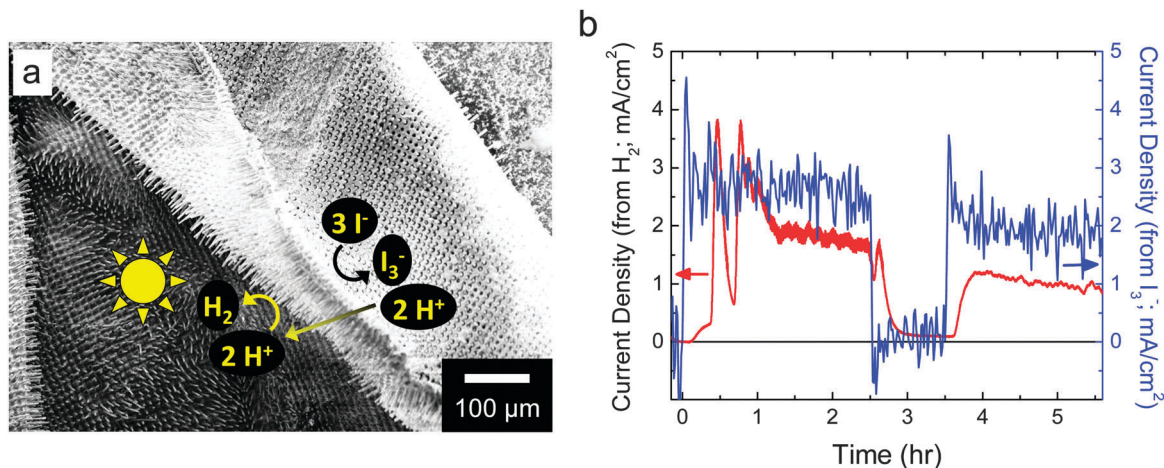 a
3 I⁻
I₃⁻
H₂
2 H⁺
2 H⁺
100 µm
b
Current Density (from H₂; mA/cm²)
5
4
3
2
1
0
0
1
2
3
4
5
Time (hr)
5
4
3
2
1
0
Current Density (from I₃⁻; mA/cm²)